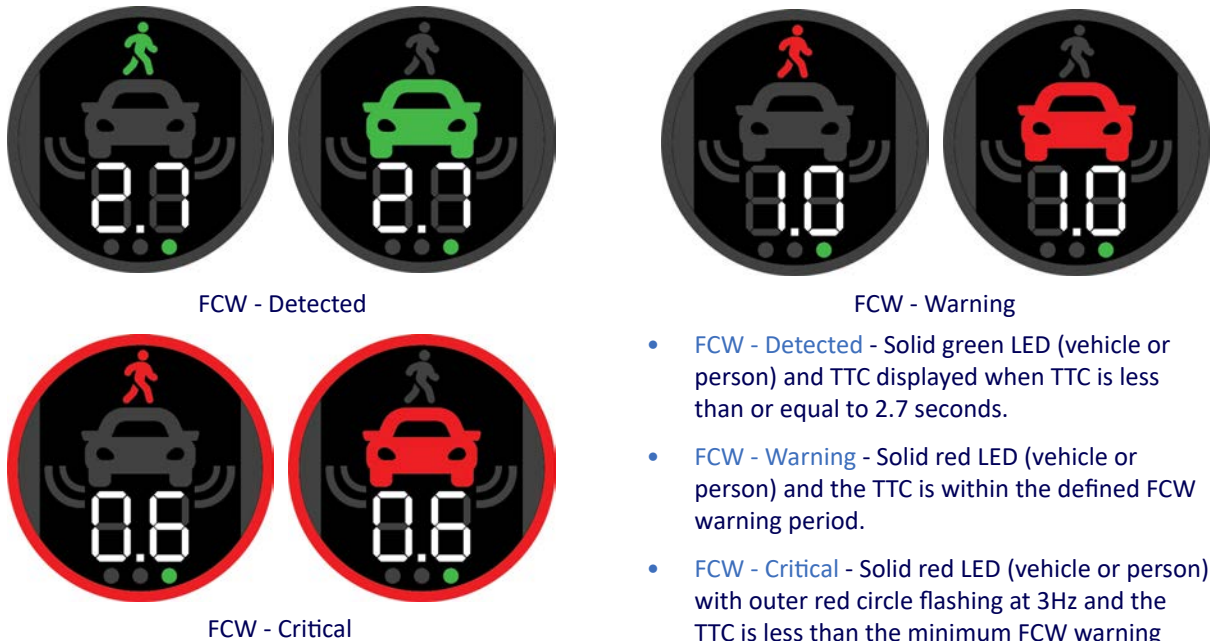 2.7
2.7
FCW - Detected
1.0
1.0
FCW - Warning
0.6
0.6
FCW - Critical
• FCW - Detected - Solid green LED (vehicle or
person) and TTC displayed when TTC is less
than or equal to 2.7 seconds.
• FCW - Warning - Solid red LED (vehicle or
person) and the TTC is within the defined FCW
warning period.
• FCW - Critical - Solid red LED (vehicle or person)
with outer red circle flashing at 3Hz and the
TTC is less than the minimum FCW warning